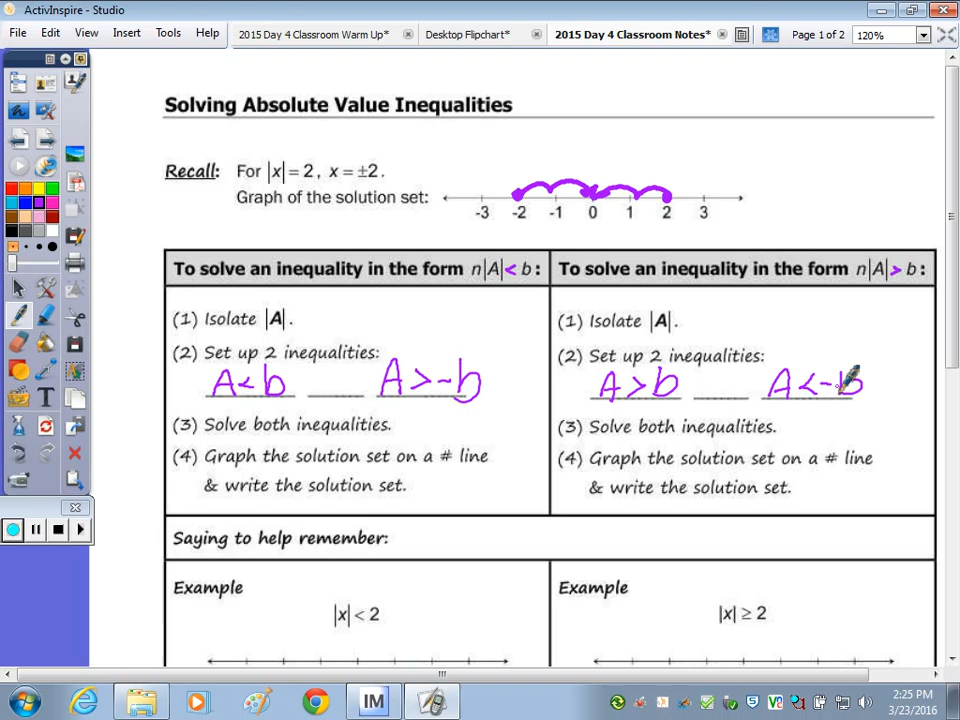 ActivInspire - Studio
File Edit View Insert Tools Help 2015 Day 4 Classroom Warm Up* Desktop Flipchart* 2015 Day 4 Classroom Notes* Page 1 of 2 120%
Solving Absolute Value Inequalities
Recall: For |x| = 2, x = ±2.
Graph of the solution set:
-3 -2 -1 0 1 2 3
To solve an inequality in the form n|A| < b :
(1) Isolate |A|.
(2) Set up 2 inequalities:
A < b A > -b
(3) Solve both inequalities.
(4) Graph the solution set on a # line
& write the solution set.
To solve an inequality in the form n|A| > b :
(1) Isolate |A|.
(2) Set up 2 inequalities:
A > b A < -b
(3) Solve both inequalities.
(4) Graph the solution set on a # line
& write the solution set.
Saying to help remember:
Example
|x| < 2
Example
|x| ≥ 2
IM
2:25 PM
3/23/2016